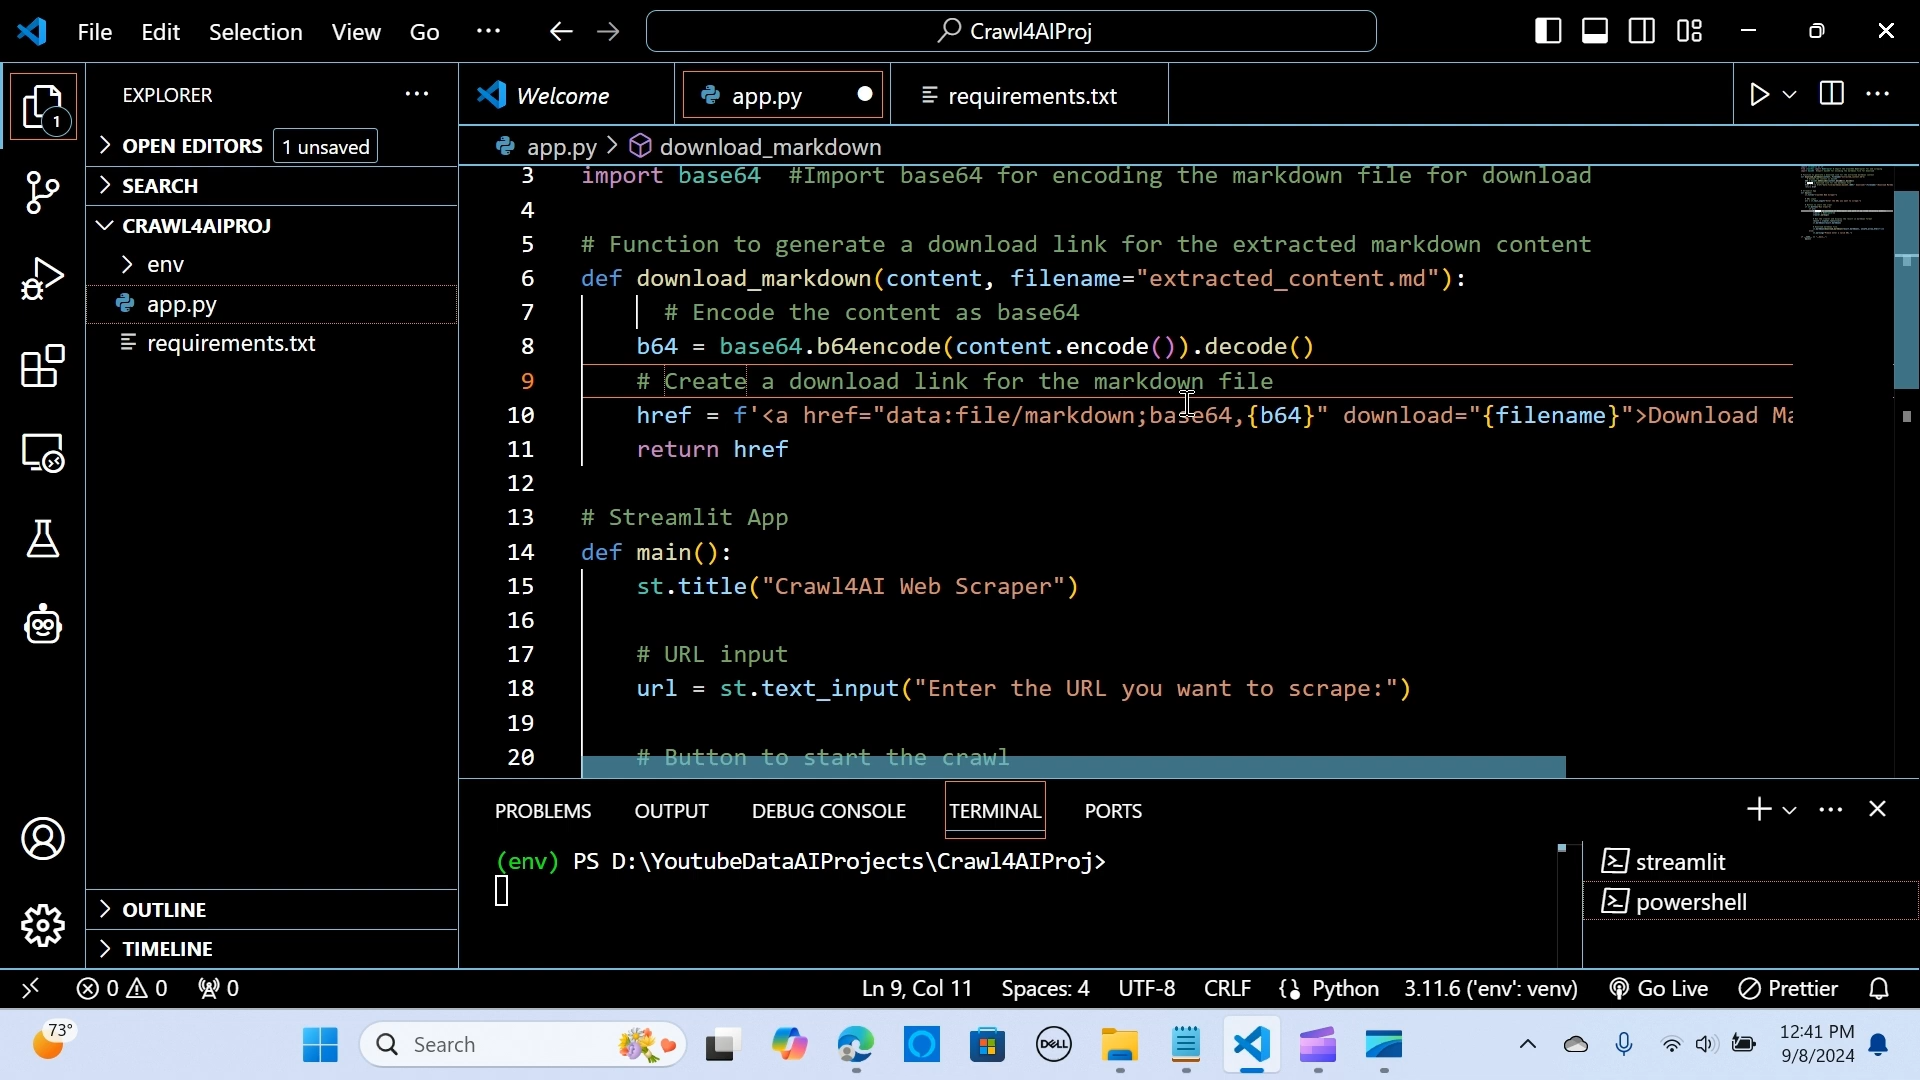 File Edit Selection View Go ··· Crawl4AIProj
EXPLORER ···
OPEN EDITORS 1 unsaved
SEARCH
CRAWL4AIPROJ
env
app.py
requirements.txt
OUTLINE
TIMELINE
1
Welcome app.py requirements.txt
app.py > download_markdown
3 import base64 #Import base64 for encoding the markdown file for download
4
5 # Function to generate a download link for the extracted markdown content
6 def download_markdown(content, filename="extracted_content.md"):
7 # Encode the content as base64
8 b64 = base64.b64encode(content.encode()).decode()
9 # Create a download link for the markdown file
10 href = f'<a href="data:file/markdown;base64,{b64}" download="{filename}">Download Ma
11 return href
12
13 # Streamlit App
14 def main():
15 st.title("Crawl4AI Web Scraper")
16
17 # URL input
18 url = st.text_input("Enter the URL you want to scrape:")
19
20 # Button to start the crawl
PROBLEMS OUTPUT DEBUG CONSOLE TERMINAL PORTS
(env) PS D:\YoutubeDataAIProjects\Crawl4AIProj>
streamlit
powershell
0 0 0 Ln 9, Col 11 Spaces: 4 UTF-8 CRLF Python 3.11.6 ('env': venv) Go Live Prettier
73° Search DELL 12:41 PM
9/8/2024